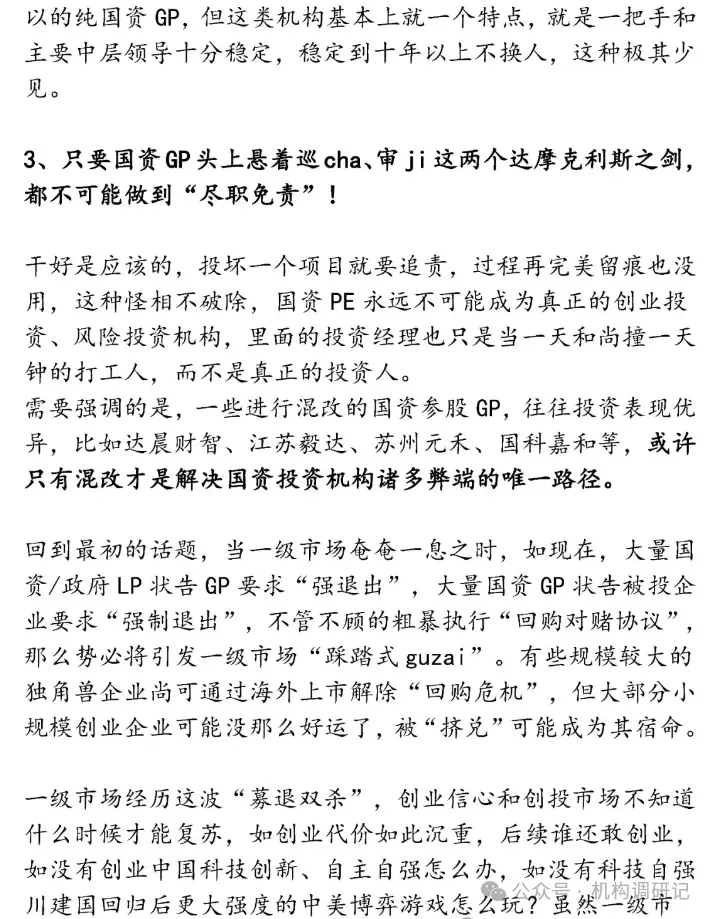 以的纯国资 GP，但这类机构基本上就一个特点，就是一把手和
主要中层领导十分稳定，稳定到十年以上不换人，这种极其少
见。
3、只要国资 GP 头上悬着巡 cha、审 ji 这两个达摩克利斯之剑，
都不可能做到“尽职免责”！
干好是应该的，投坏一个项目就要追责，过程再完美留痕也没
用，这种怪相不破除，国资 PE 永远不可能成为真正的创业投
资、风险投资机构，里面的投资经理也只是当一天和尚撞一天
钟的打工人，而不是真正的投资人。
需要强调的是，一些进行混改的国资参股 GP，往往投资表现优
异，比如达晨财智、江苏毅达、苏州元禾、国科嘉和等，或许
只有混改才是解决国资投资机构诸多弊端的唯一路径。
回到最初的话题，当一级市场奄奄一息之时，如现在，大量国
资/政府 LP 状告 GP 要求“强退出”，大量国资 GP 状告被投企
业要求“强制退出”，不管不顾的粗暴执行“回购对赌协议”，
那么势必将引发一级市场“踩踏式 guzai”。有些规模较大的
独角兽企业尚可通过海外上市解除“回购危机”，但大部分小
规模创业企业可能没那么好运了，被“挤兑”可能成为其宿命。
一级市场经历这波“募退双杀”，创业信心和创投市场不知道
什么时候才能复苏，如创业代价如此沉重，后续谁还敢创业，
如没有创业中国科技创新、自主自强怎么办，如没有科技自强
川建国回归后更大强度的中美博弈游戏怎么玩？虽然一级市
公众号·机构调研记